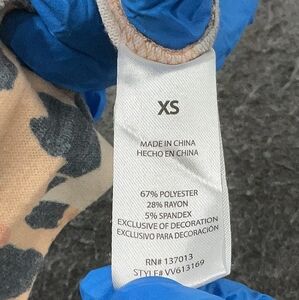 XS
MADE IN CHINA
HECHO EN CHINA
67% POLYESTER
28% RAYON
5% SPANDEX
EXCLUSIVE OF DECORATION
EXCLUSIVO PARA DECORACIÓN
RN# 137013
STYLE# VV613169